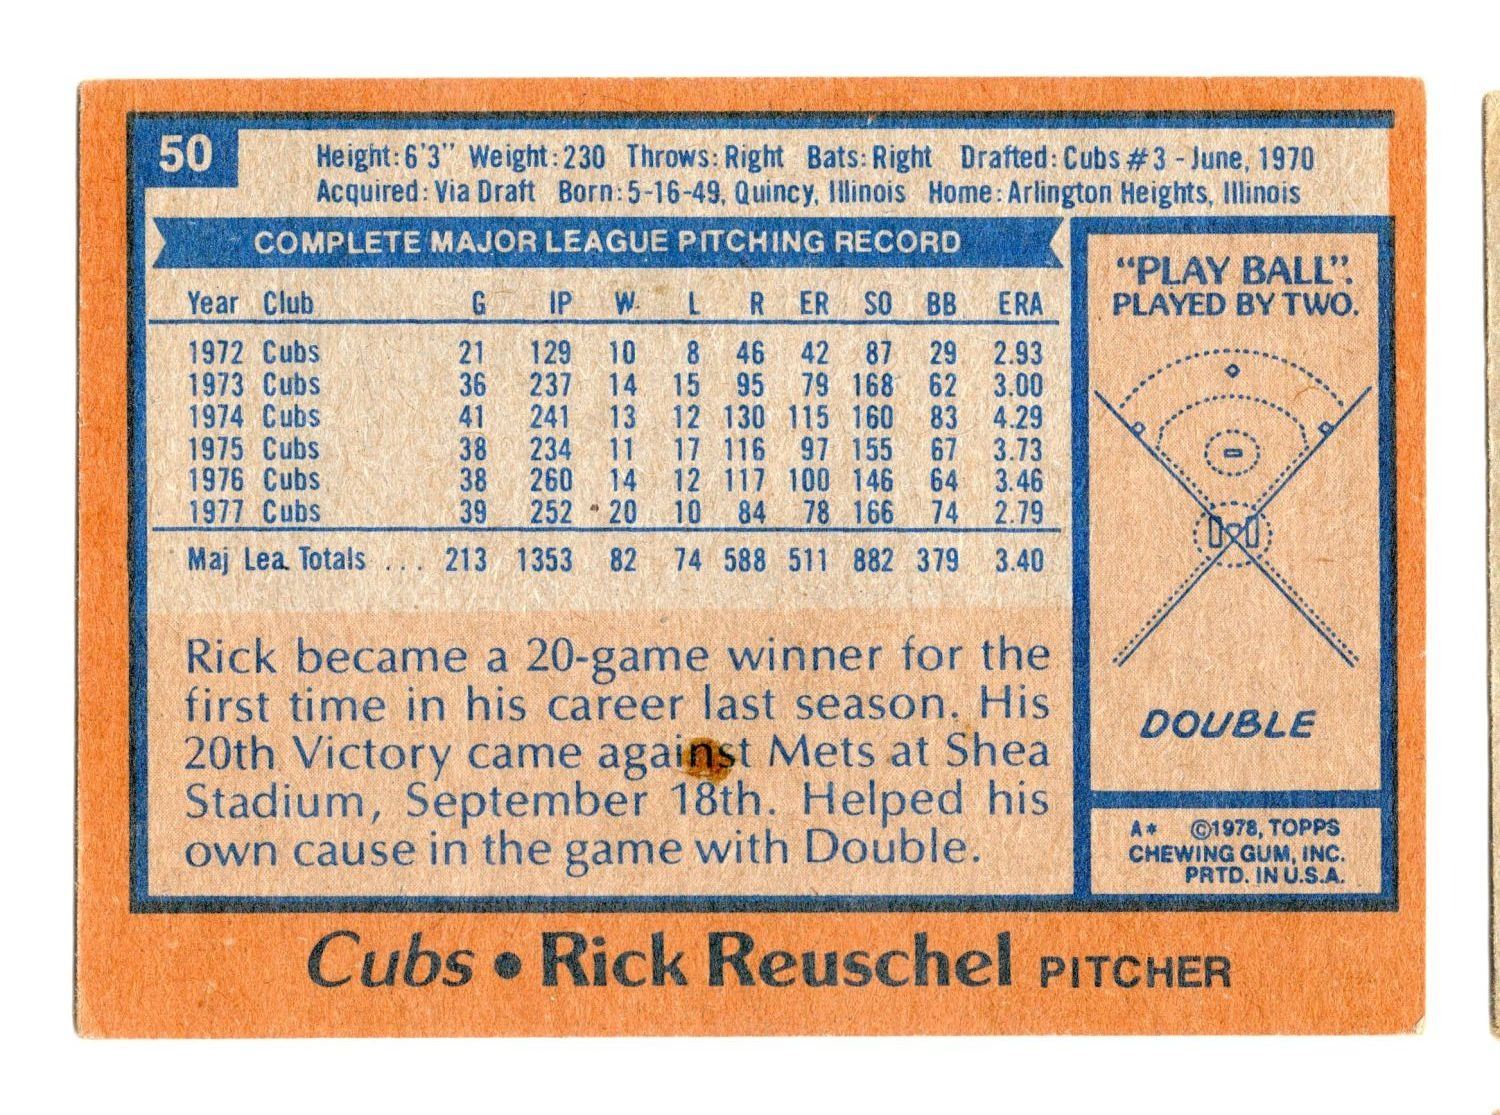 50
Height: 6'3" Weight: 230 Throws: Right Bats: Right Drafted: Cubs #3 - June, 1970
Acquired: Via Draft Born: 5-16-49, Quincy, Illinois Home: Arlington Heights, Illinois
COMPLETE MAJOR LEAGUE PITCHING RECORD
Year Club G IP W L R ER SO BB ERA
1972 Cubs 21 129 10 8 46 42 87 29 2.93
1973 Cubs 36 237 14 15 95 79 168 62 3.00
1974 Cubs 41 241 13 12 130 115 160 83 4.29
1975 Cubs 38 234 11 17 116 97 155 67 3.73
1976 Cubs 38 260 14 12 117 100 146 64 3.46
1977 Cubs 39 252 20 10 84 78 166 74 2.79
Maj Lea. Totals ... 213 1353 82 74 588 511 882 379 3.40
Rick became a 20-game winner for the
first time in his career last season. His
20th Victory came against Mets at Shea
Stadium, September 18th. Helped his
own cause in the game with Double.
"PLAY BALL".
PLAYED BY TWO.
DOUBLE
A* ©1978, TOPPS
CHEWING GUM, INC.
PRTD. IN U.S.A.
Cubs • Rick Reuschel PITCHER